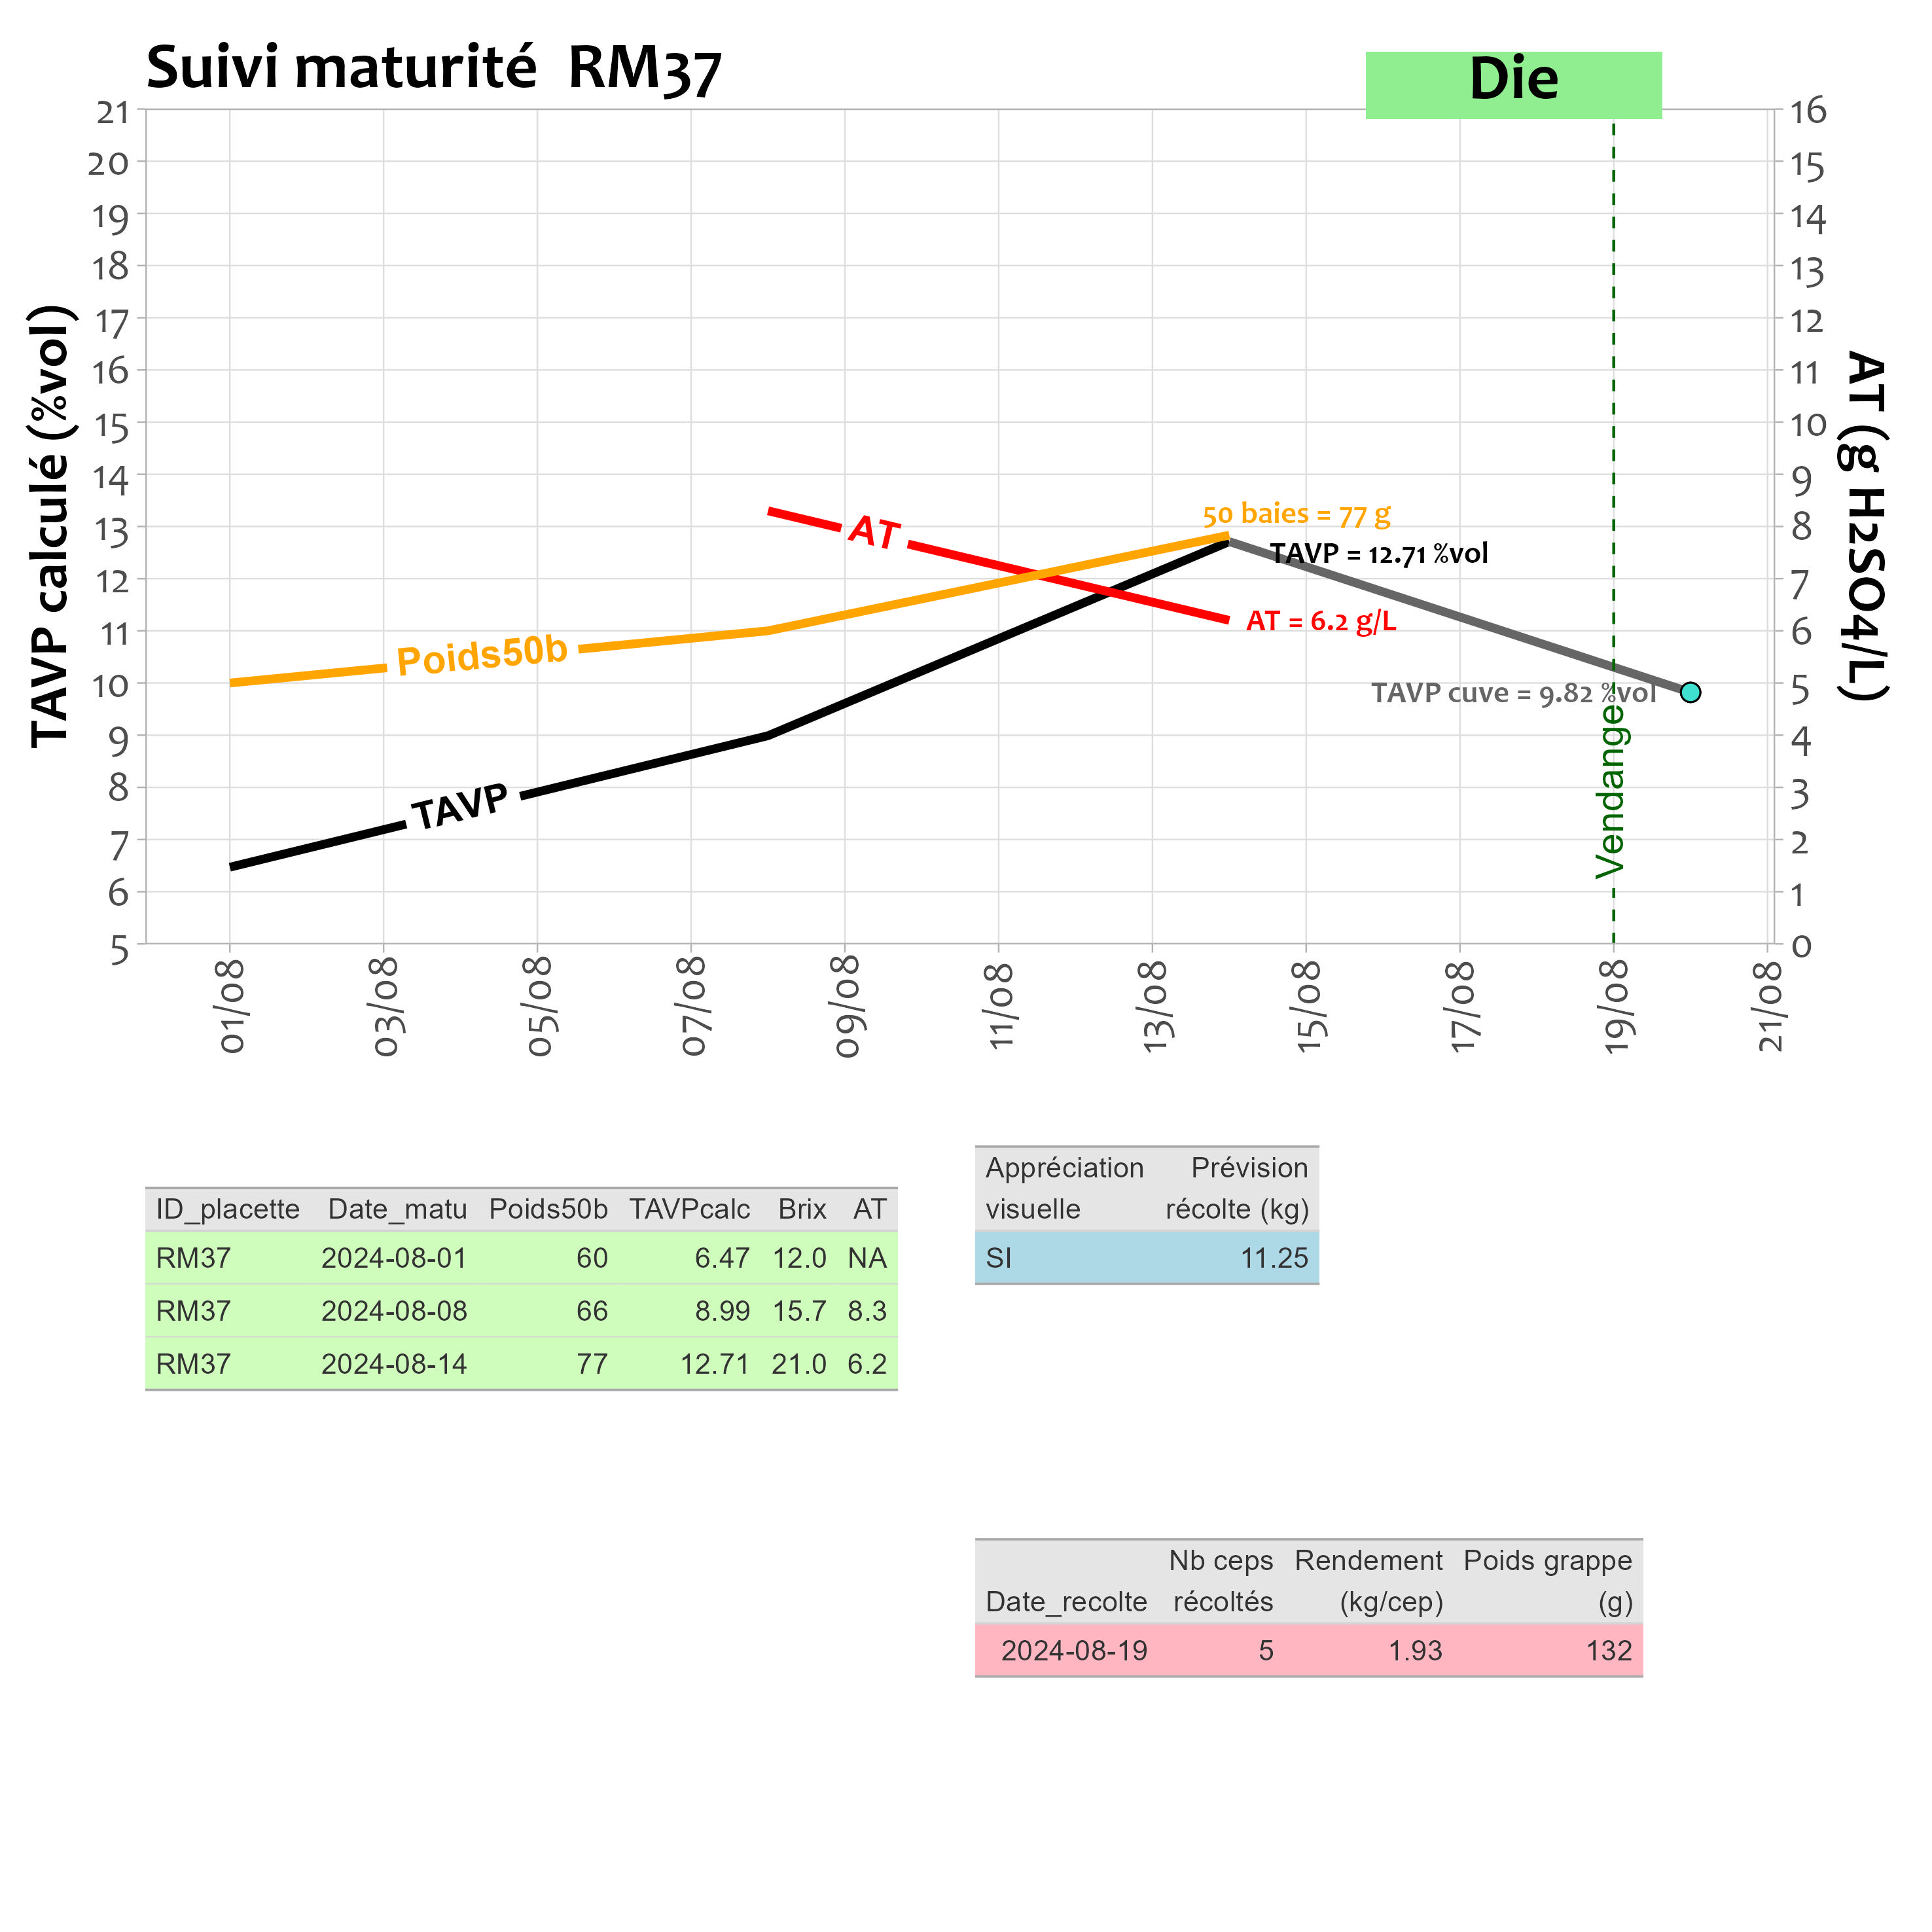 Suivi maturité  RM37
Die
TAVP calculé (%vol)
21
20
19
18
17
16
15
14
13
12
11
10
9
8
7
6
5
AT (g H2SO4/L)
16
15
14
13
12
11
10
9
8
7
6
5
4
3
2
1
0
AT
Poids50b
TAVP
50 baies = 77 g
TAVP = 12.71 %vol
AT = 6.2 g/L
TAVP cuve = 9.82 %vol
Vendange
01/08
03/08
05/08
07/08
09/08
11/08
13/08
15/08
17/08
19/08
21/08
ID_placette Date_matu Poids50b TAVPcalc Brix AT
RM37 2024-08-01 60 6.47 12.0 NA
RM37 2024-08-08 66 8.99 15.7 8.3
RM37 2024-08-14 77 12.71 21.0 6.2
Appréciation Prévision
visuelle récolte (kg)
SI 11.25
Nb ceps Rendement Poids grappe
Date_recolte récoltés (kg/cep) (g)
2024-08-19 5 1.93 132